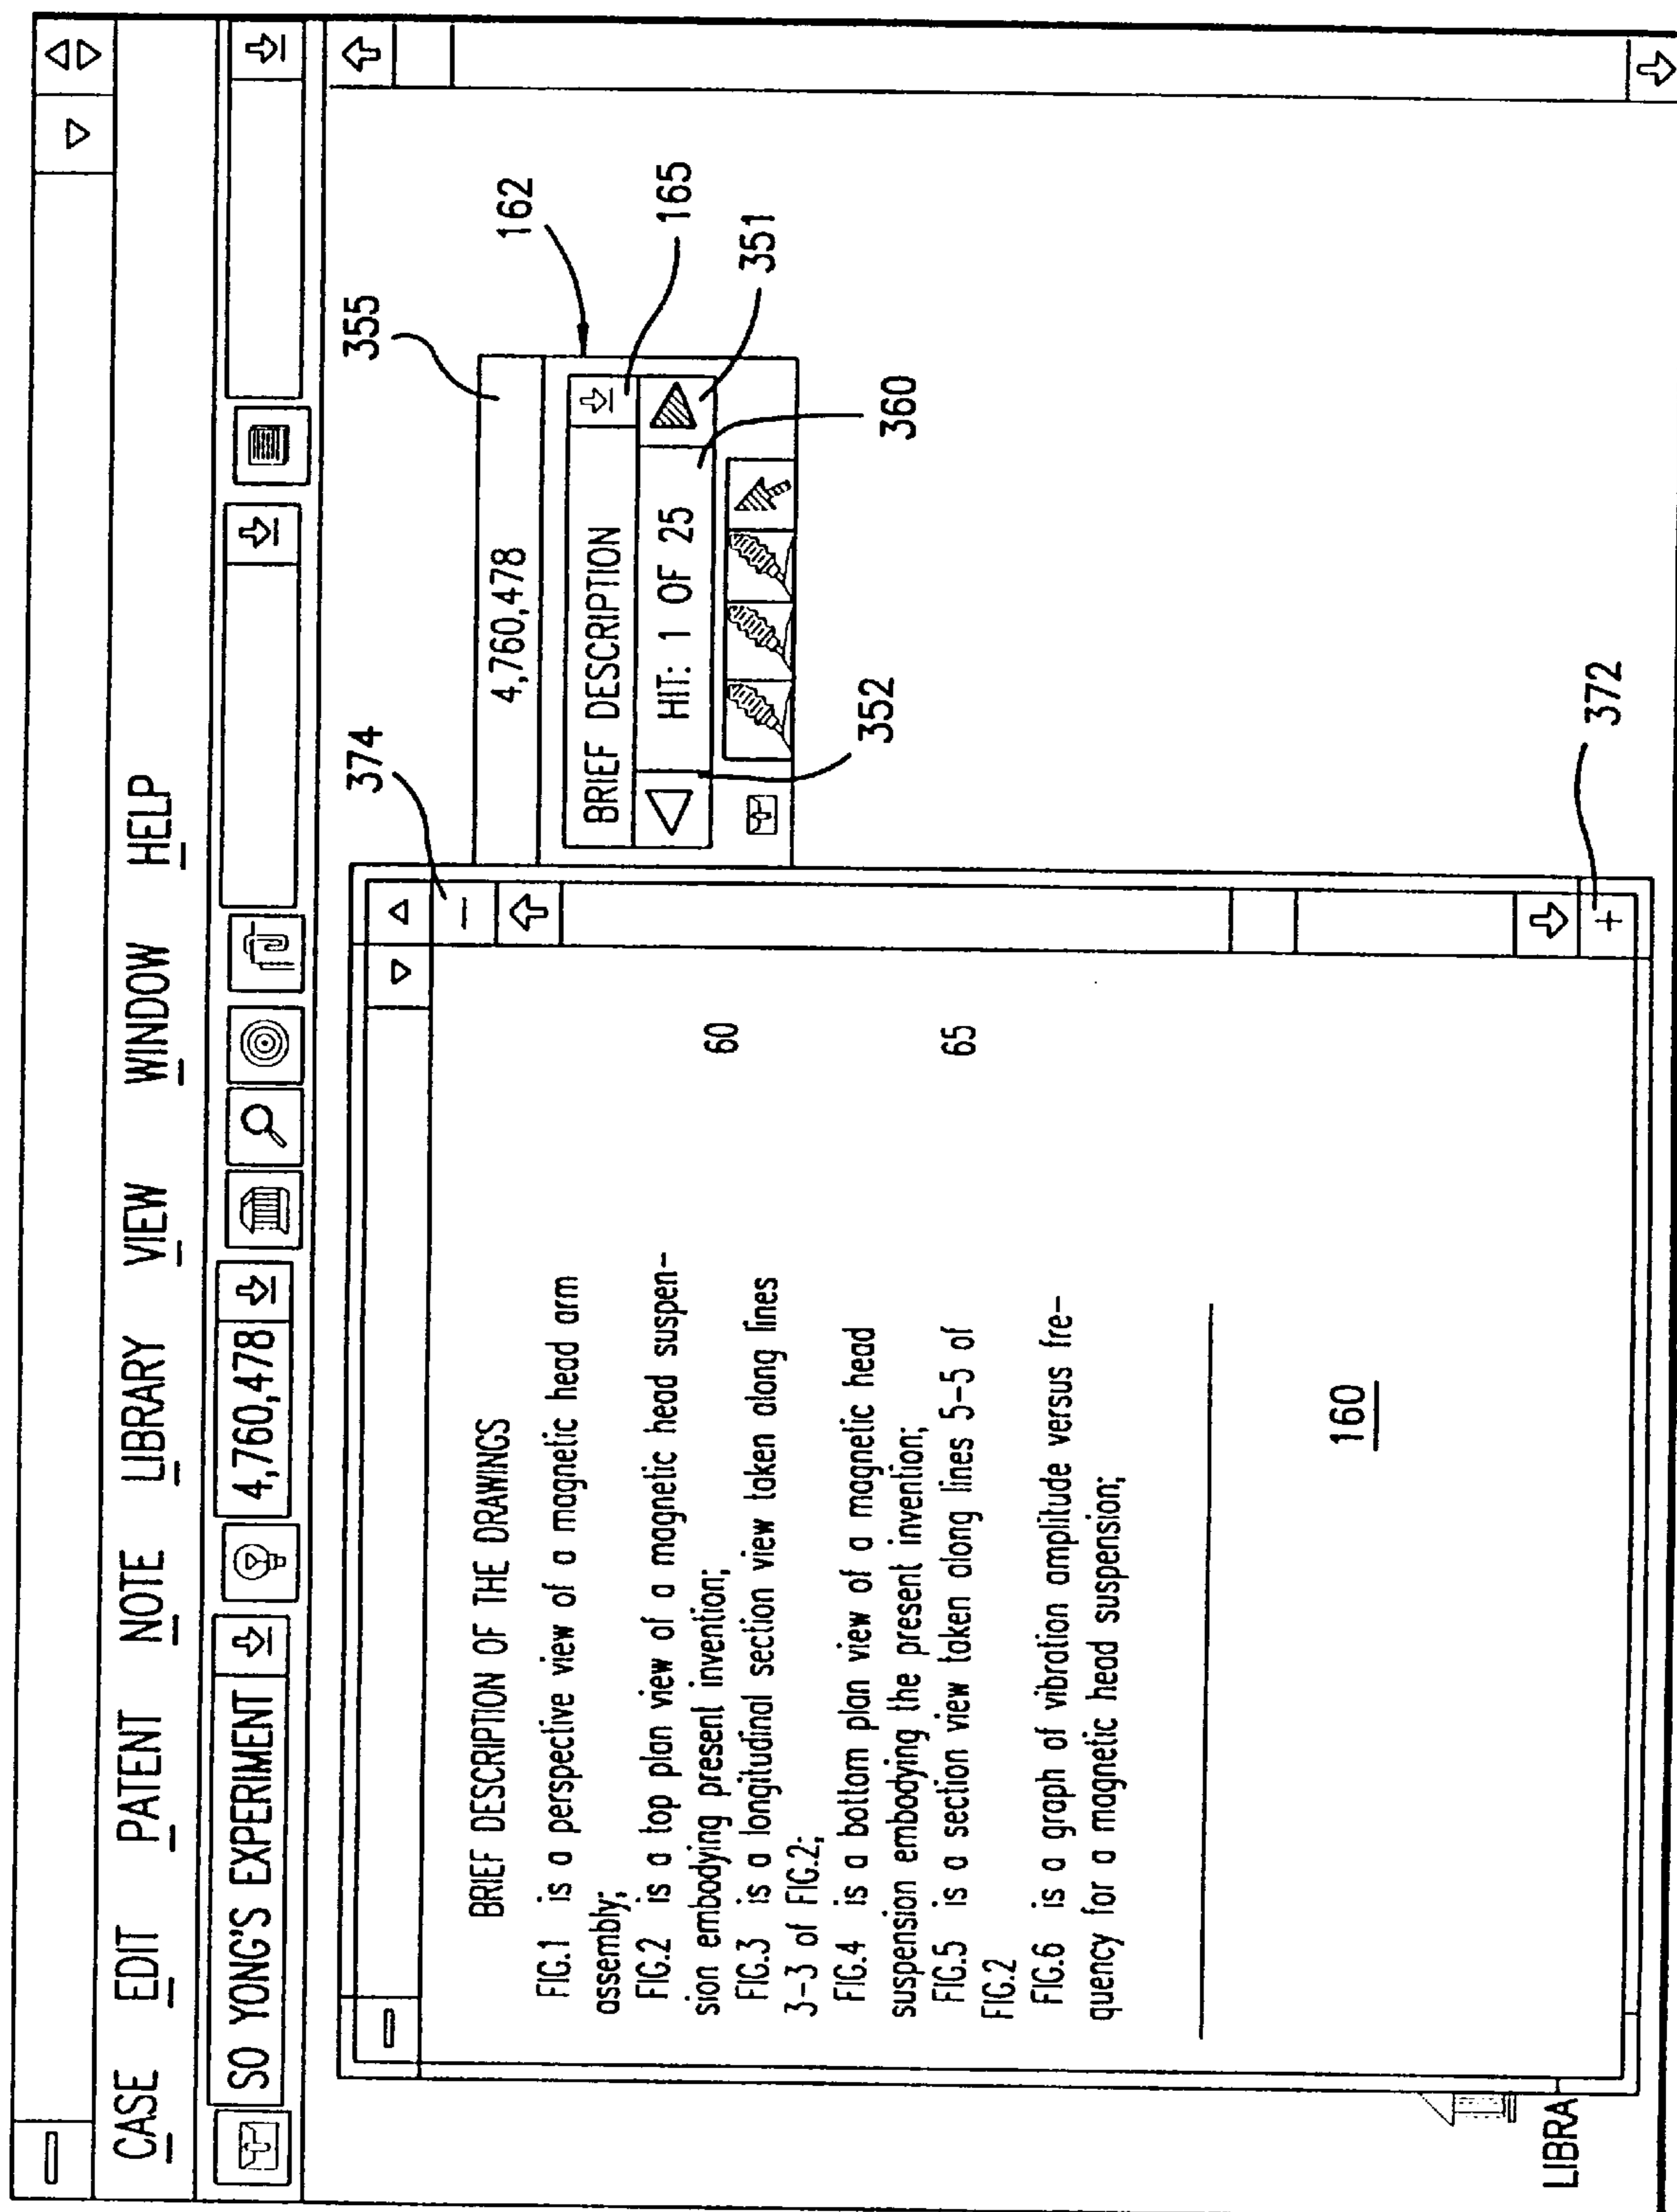 CASE EDIT PATENT NOTE LIBRARY VIEW WINDOW HELP
SO YONG'S EXPERIMENT 4,760,478
374
355
162
4,760,478
165
BRIEF DESCRIPTION
351
HIT: 1 OF 25
360
352
BRIEF DESCRIPTION OF THE DRAWINGS
FIG.1 is a perspective view of a magnetic head arm
assembly;
FIG.2 is a top plan view of a magnetic head suspen-
sion embodying present invention;
60
FIG.3 is a longitudinal section view taken along lines
3-3 of FIG.2;
FIG.4 is a bottom plan view of a magnetic head
suspension embodying the present invention;
FIG.5 is a section view taken along lines 5-5 of
65
FIG.2
FIG.6 is a graph of vibration amplitude versus fre-
quency for a magnetic head suspension;
160
372
LIBRA